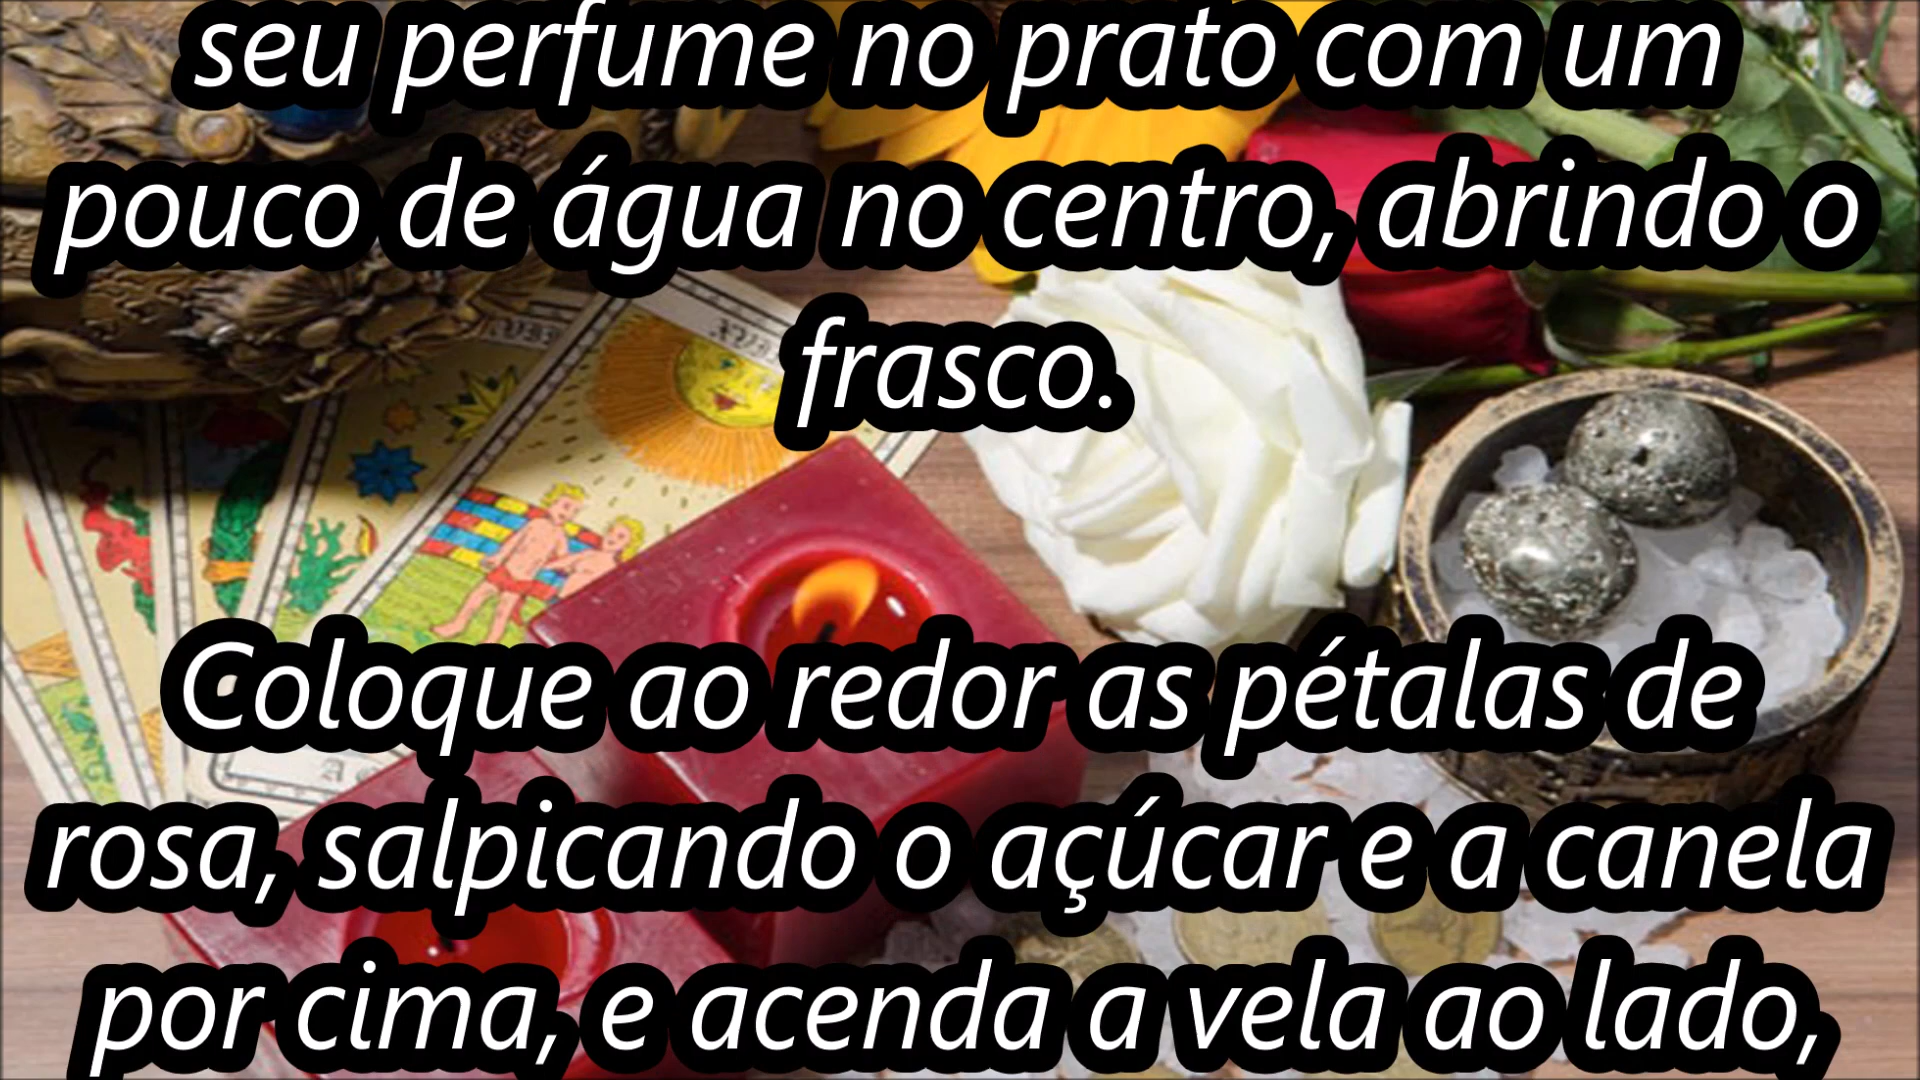 seu perfume no prato com um
pouco de água no centro, abrindo o
frasco.
Coloque ao redor as pétalas de
rosa, salpicando o açúcar e a canela
por cima, e acenda a vela ao lado,